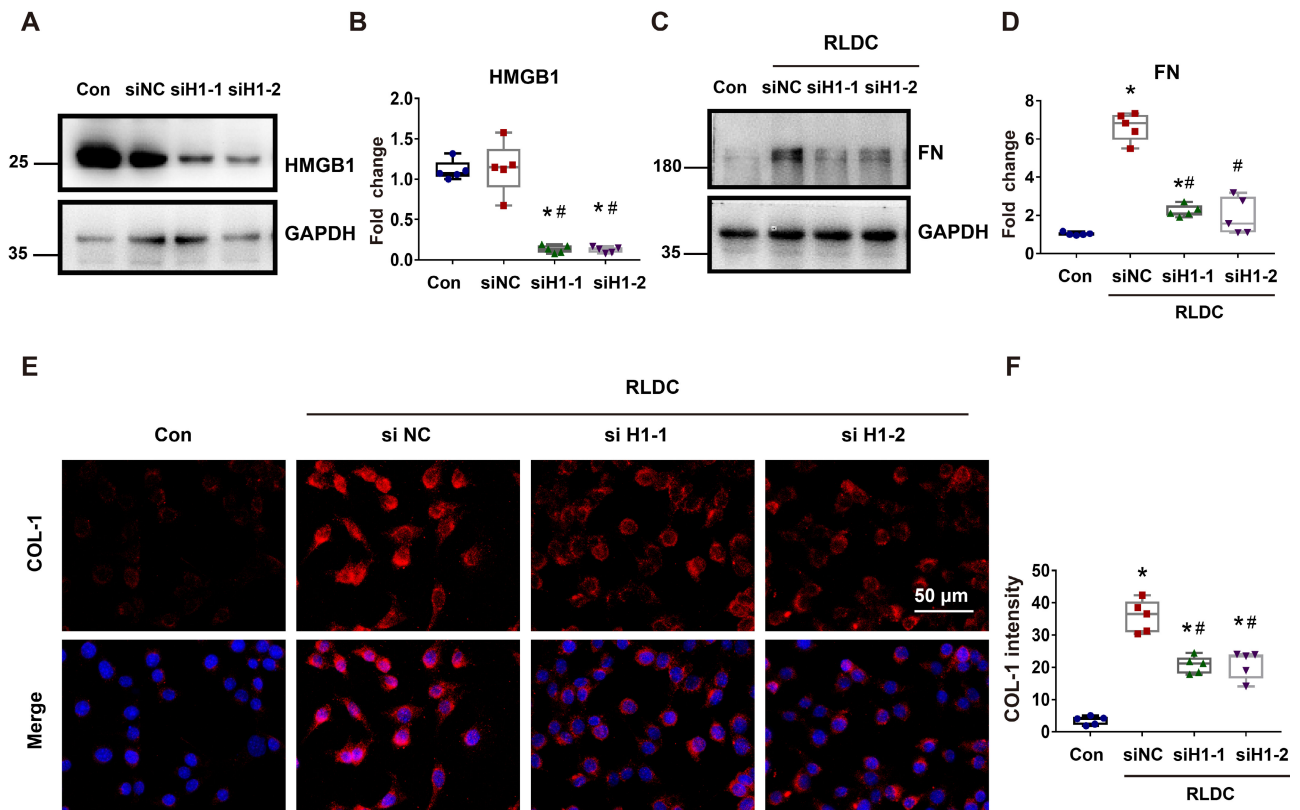 A
Con siNC siH1-1 siH1-2
25
HMGB1
35
GAPDH
B
HMGB1
Fold change
2.0
1.5
1.0
0.5
0.0
* #
* #
Con siNC siH1-1 siH1-2
C
RLDC
Con siNC siH1-1 siH1-2
180
FN
35
GAPDH
D
FN
Fold change
8
6
4
2
0
*
*#
#
Con siNC siH1-1 siH1-2
RLDC
E
RLDC
Con si NC si H1-1 si H1-2
COL-1
50 μm
Merge
F
COL-1 intensity
50
40
30
20
10
0
*
*#
*#
Con siNC siH1-1 siH1-2
RLDC